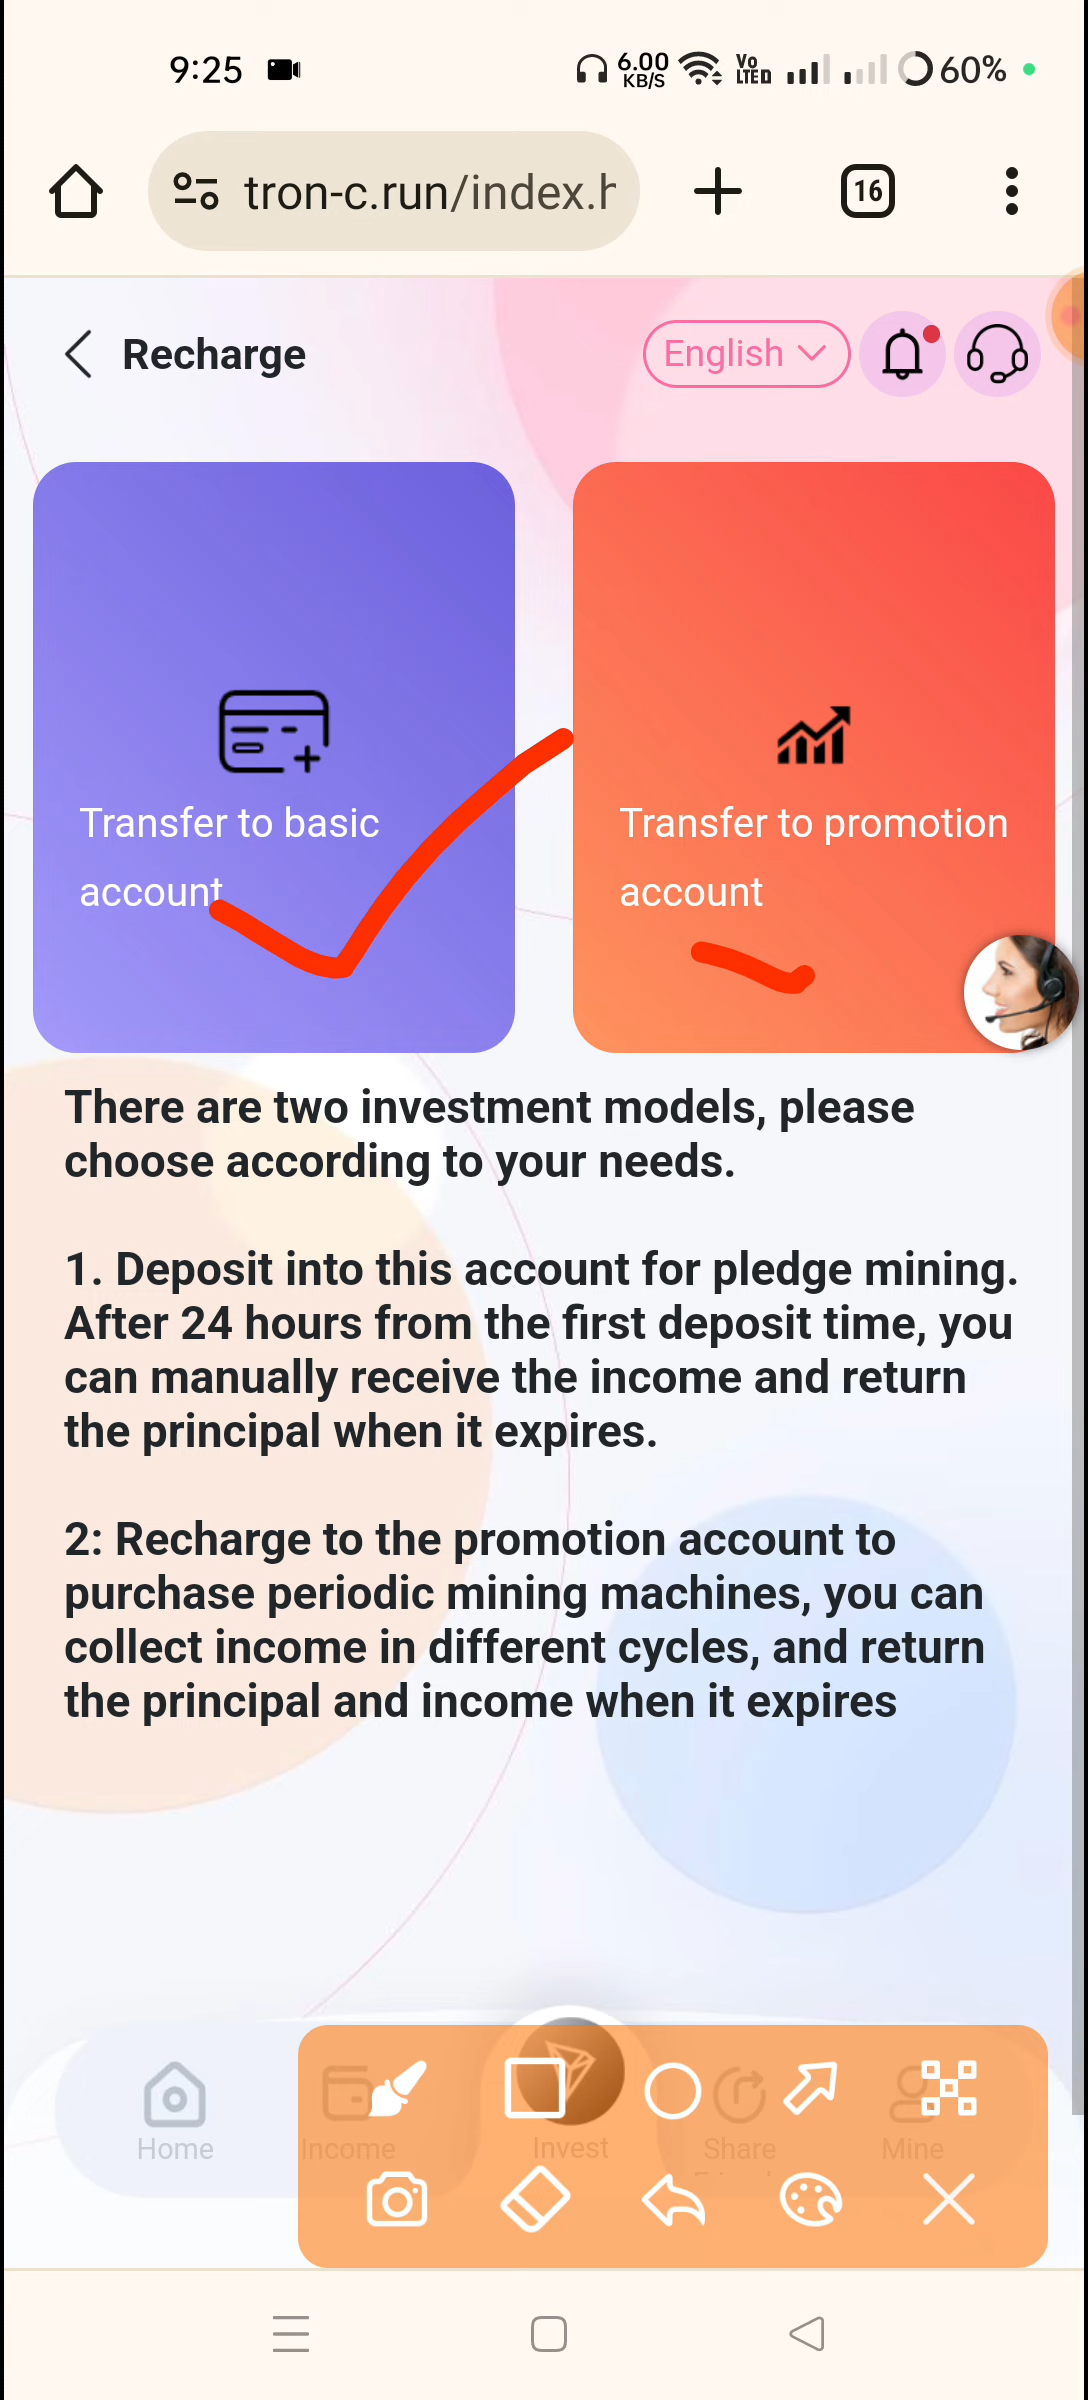 9:25
6.00
KB/S
Vo
LTE
60%
tron-c.run/index.h
16
Recharge
English
Transfer to basic
account
Transfer to promotion
account
There are two investment models, please
choose according to your needs.
1. Deposit into this account for pledge mining.
After 24 hours from the first deposit time, you
can manually receive the income and return
the principal when it expires.
2: Recharge to the promotion account to
purchase periodic mining machines, you can
collect income in different cycles, and return
the principal and income when it expires
Home
Income
Invest
Share
Mine